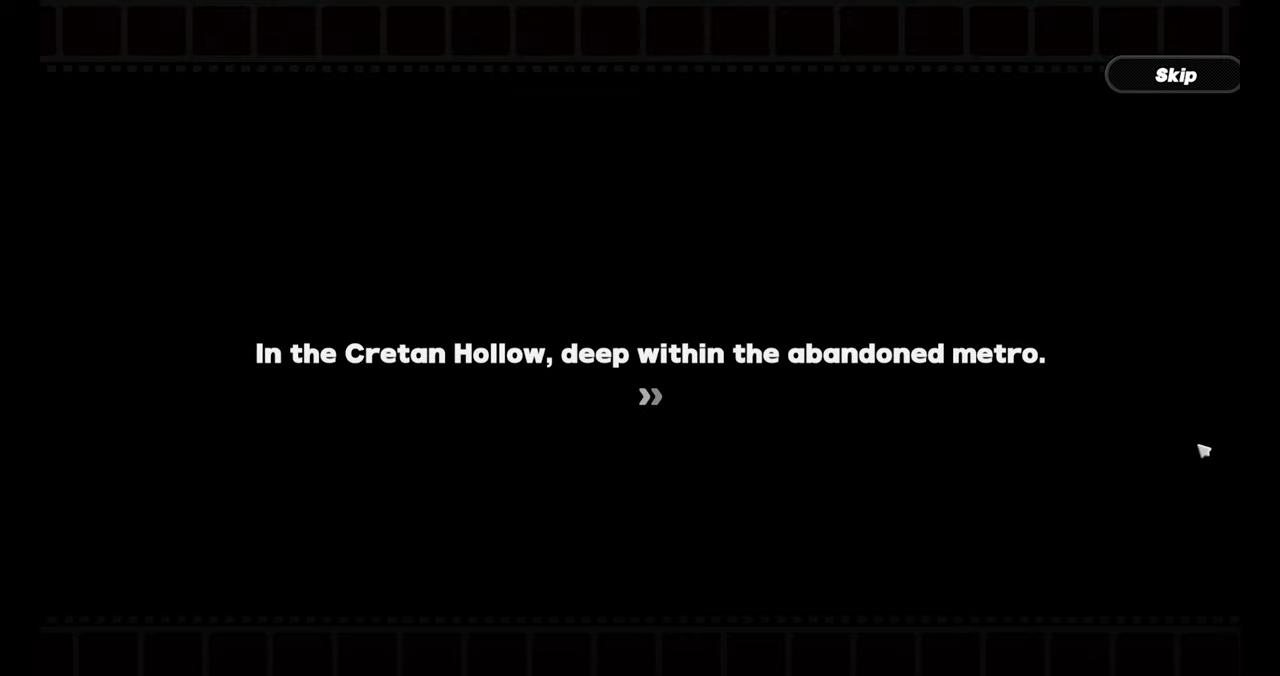 Skip
In the Cretan Hollow, deep within the abandoned metro.